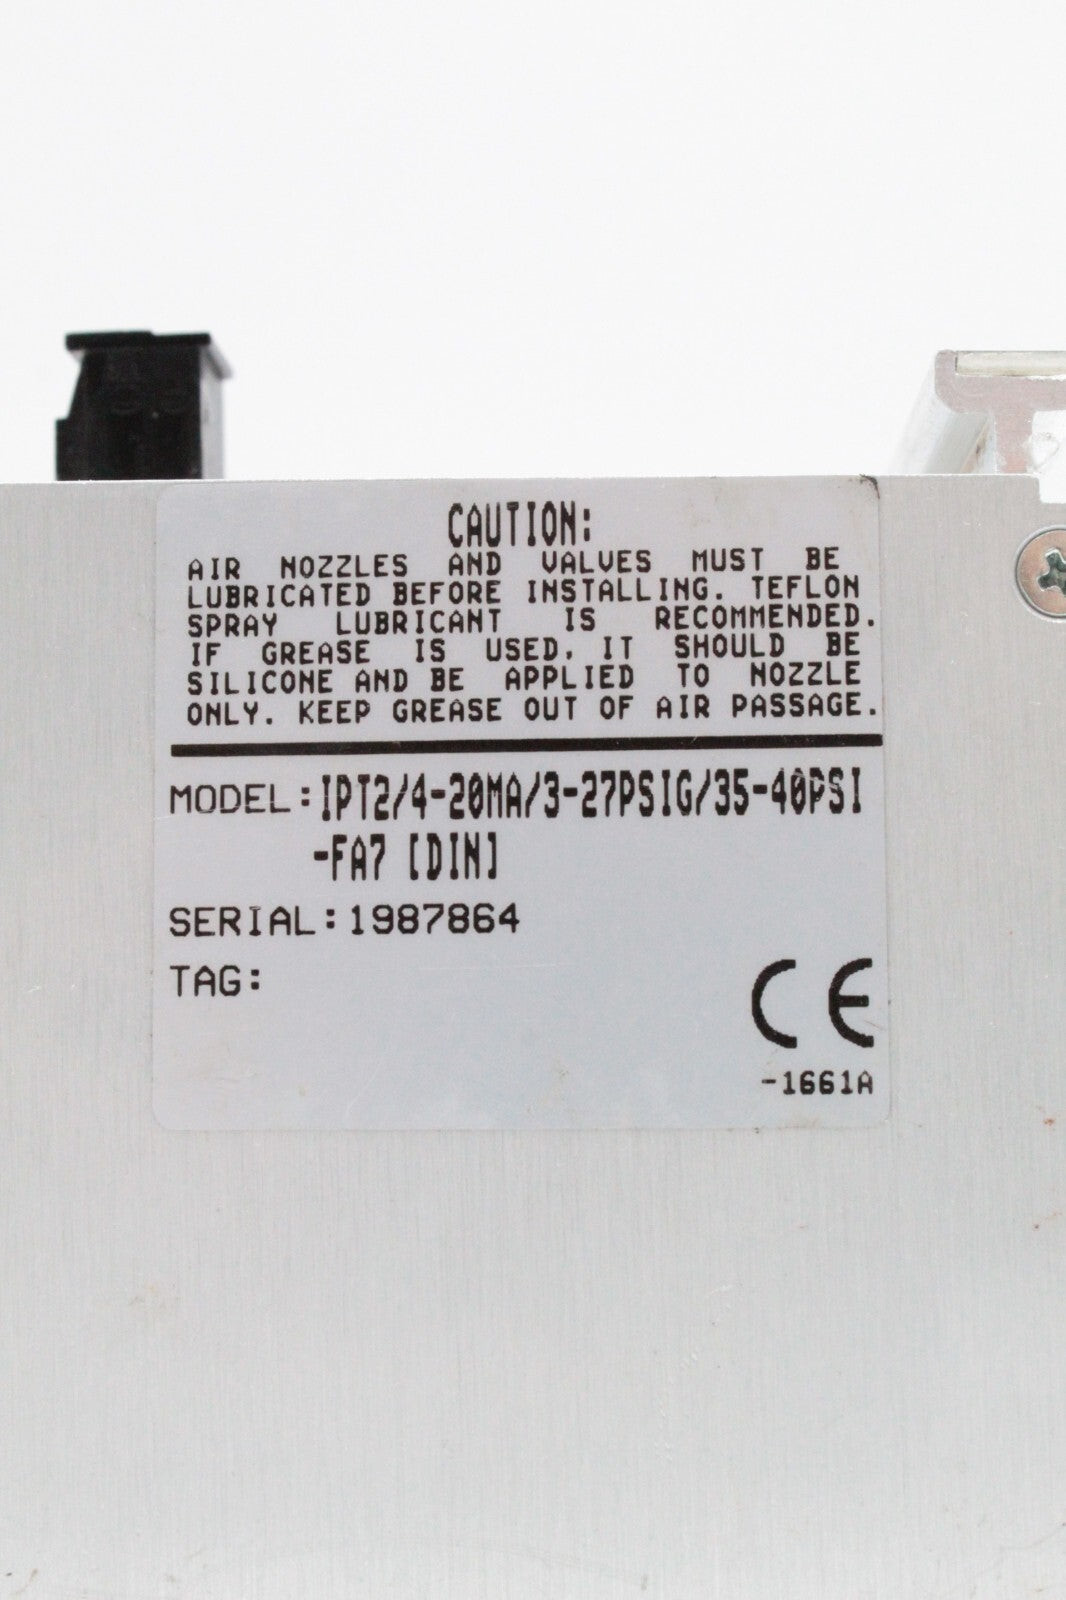 CAUTION:
AIR NOZZLES AND VALVES MUST BE
LUBRICATED BEFORE INSTALLING. TEFLON
SPRAY LUBRICANT IS RECOMMENDED.
IF GREASE IS USED, IT SHOULD BE
SILICONE AND BE APPLIED TO NOZZLE
ONLY. KEEP GREASE OUT OF AIR PASSAGE.
MODEL:IPT2/4-20MA/3-27PSIG/35-40PSI
-FA7 [DIN]
SERIAL:1987864
TAG:
CE
-1661A